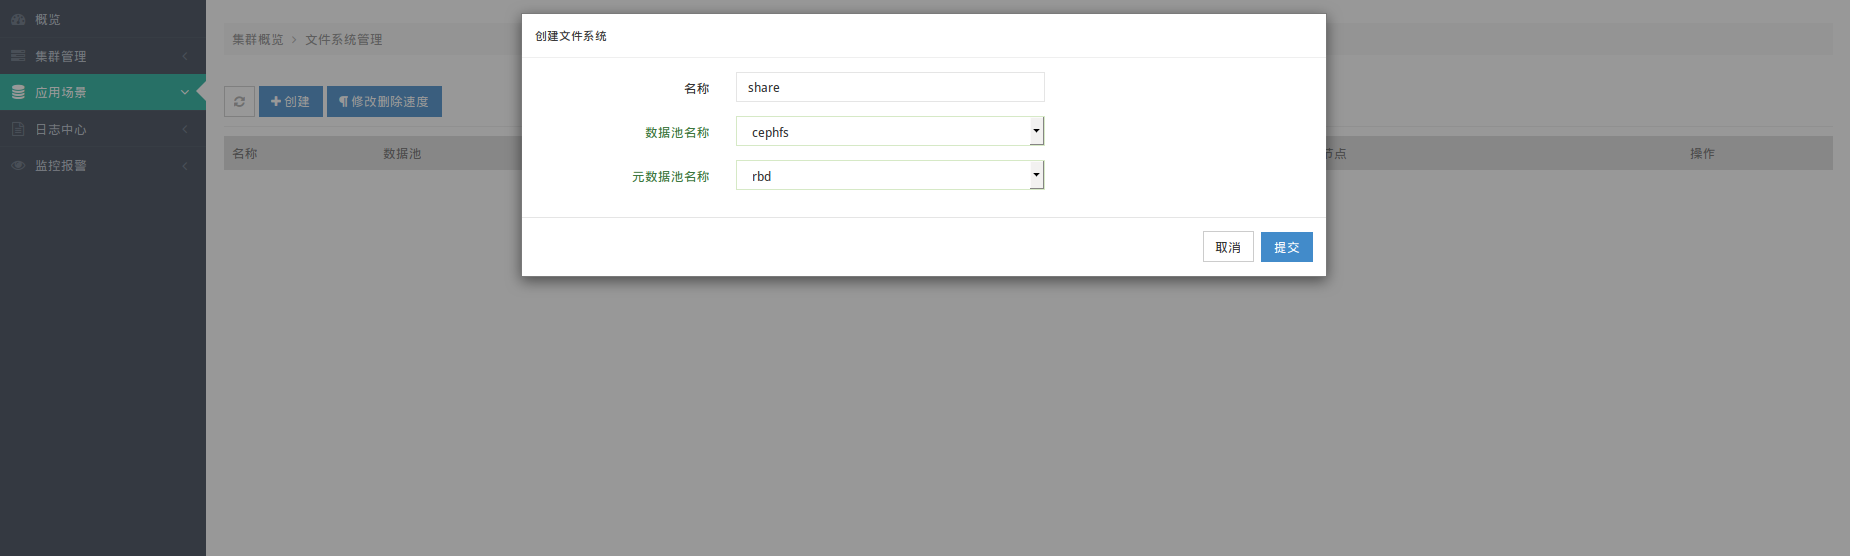 概览
集群管理
应用场景
日志中心
监控报警
集群概览 > 文件系统管理
创建 修改删除速度
名称 数据池 节点 操作
创建文件系统
名称 share
数据池名称 cephfs
元数据池名称 rbd
取消 提交